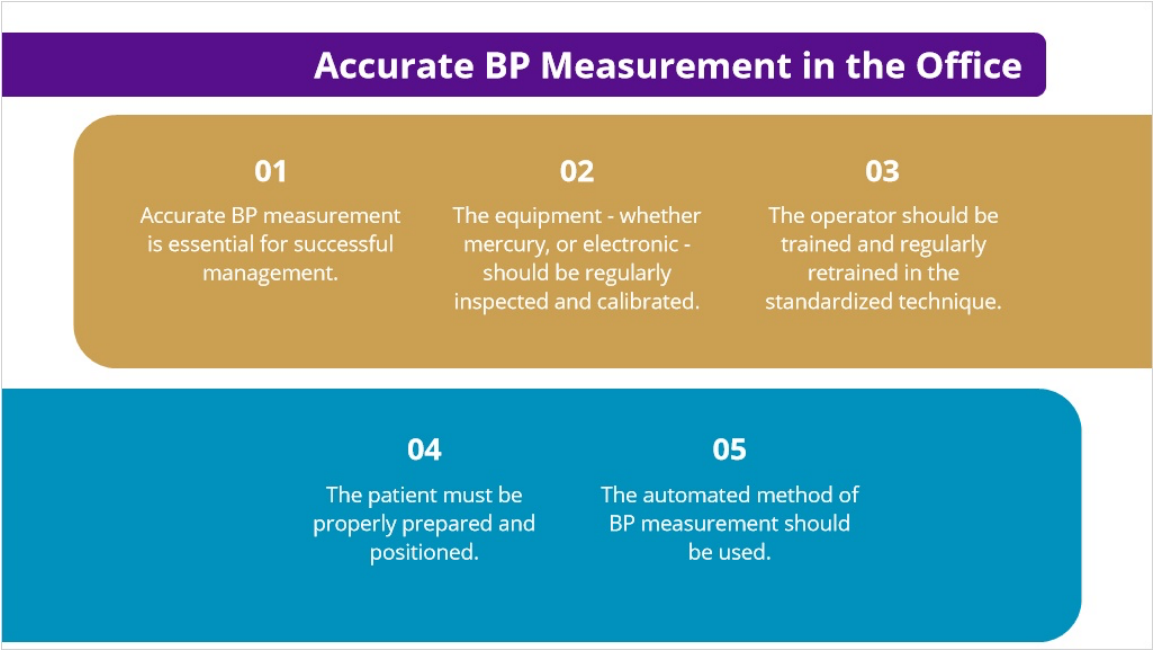 Accurate BP Measurement in the Office
01
Accurate BP measurement
is essential for successful
management.
02
The equipment - whether
mercury, or electronic -
should be regularly
inspected and calibrated.
03
The operator should be
trained and regularly
retrained in the
standardized technique.
04
The patient must be
properly prepared and
positioned.
05
The automated method of
BP measurement should
be used.